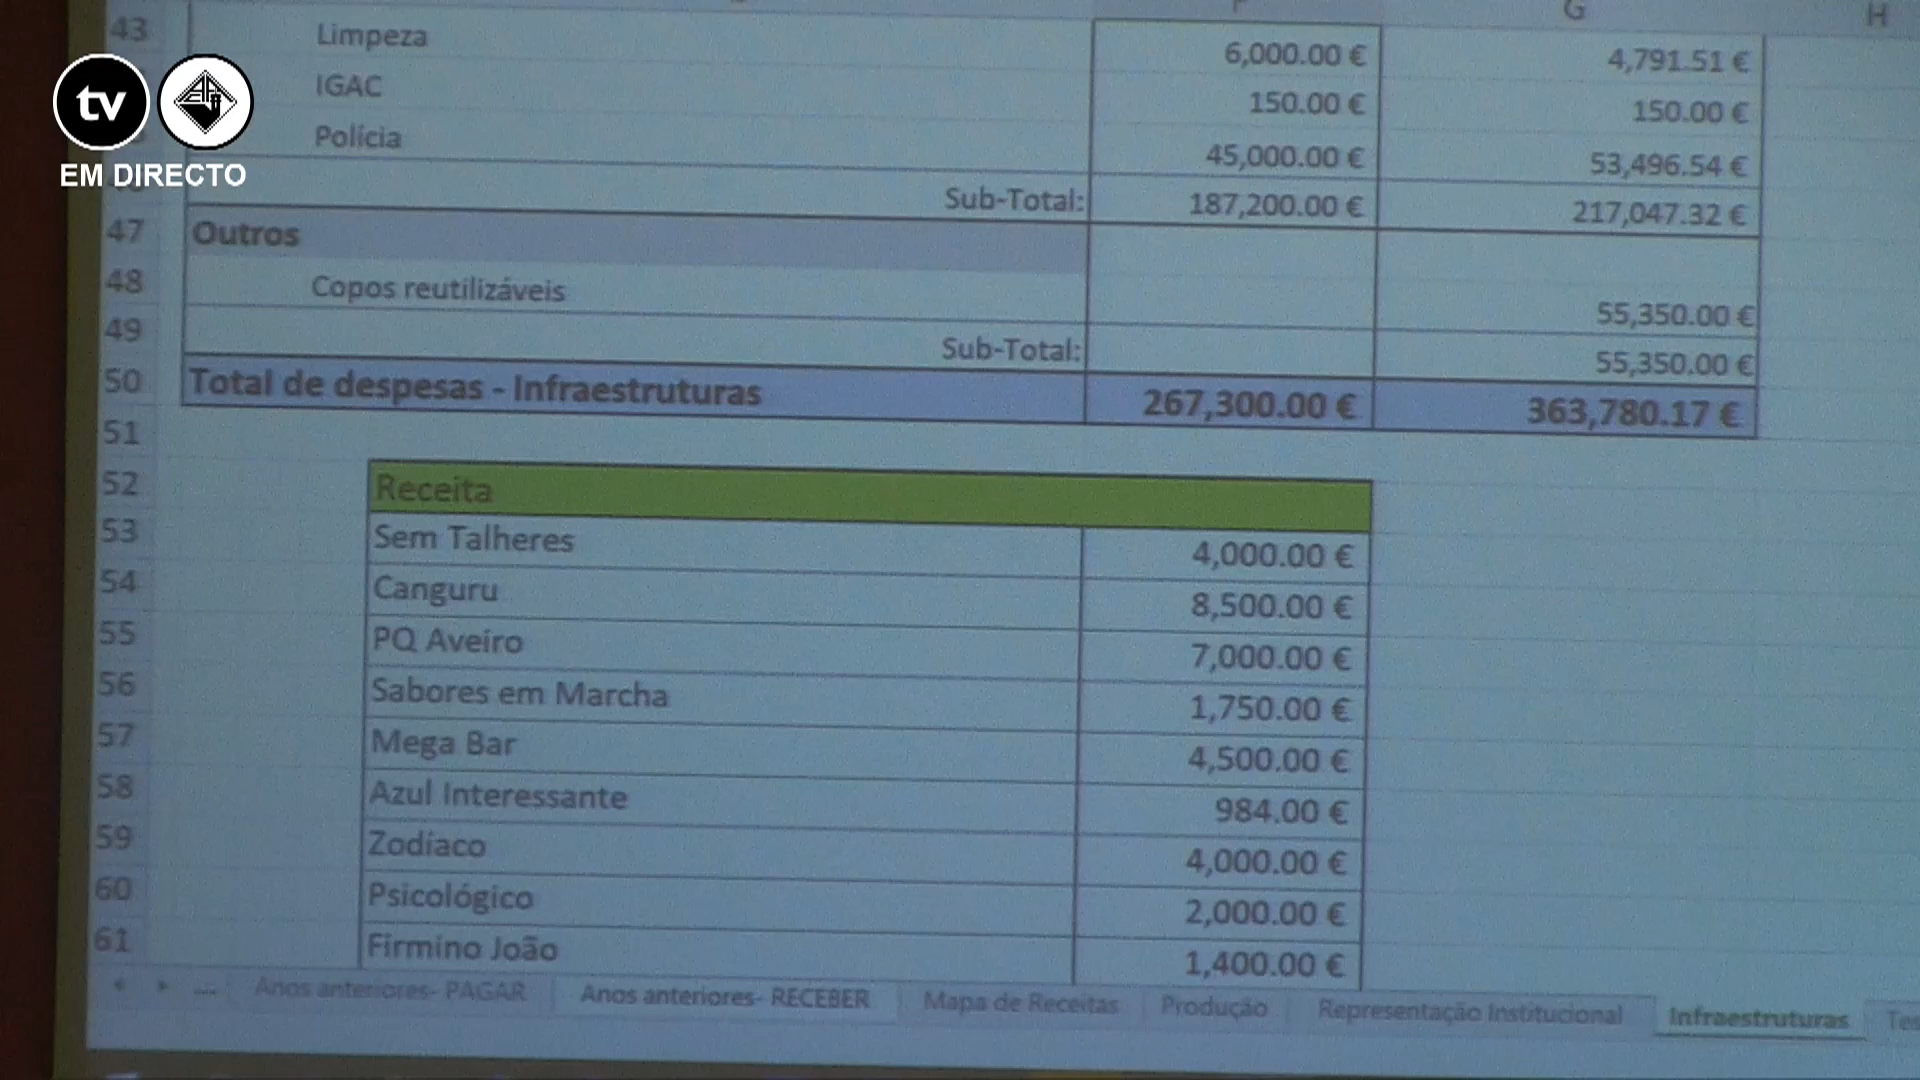 F G H
43 Limpeza 6,000.00 € 4,791.51 €
IGAC 150.00 € 150.00 €
Polícia 45,000.00 € 53,496.54 €
Sub-Total: 187,200.00 € 217,047.32 €
47 Outros
48 Copos reutilizáveis 55,350.00 €
49 Sub-Total: 55,350.00 €
50 Total de despesas - Infraestruturas 267,300.00 € 363,780.17 €
51
52 Receita
53 Sem Talheres 4,000.00 €
54 Canguru 8,500.00 €
55 PQ Aveiro 7,000.00 €
56 Sabores em Marcha 1,750.00 €
57 Mega Bar 4,500.00 €
58 Azul Interessante 984.00 €
59 Zodíaco 4,000.00 €
60 Psicológico 2,000.00 €
61 Firmino João 1,400.00 €
... Anos anteriores- PAGAR Anos anteriores- RECEBER Mapa de Receitas Produção Representação Institucional Infraestruturas
tv
EM DIRECTO